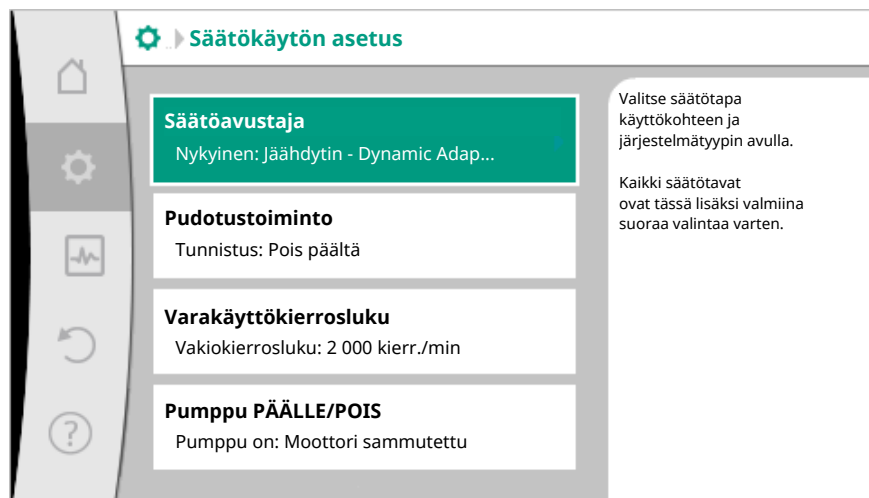 Säätökäytön asetus
Säätöavustaja
Nykyinen: Jäähdytin - Dynamic Adap...
Pudotustoiminto
Tunnistus: Pois päältä
Varakäyttökierrosluku
Vakiokierrosluku: 2 000 kierr./min
Pumppu PÄÄLLE/POIS
Pumppu on: Moottori sammutettu
Valitse säätötapa
käyttökohteen ja
järjestelmätyypin avulla.
Kaikki säätötavat
ovat tässä lisäksi valmiina
suoraa valintaa varten.
?